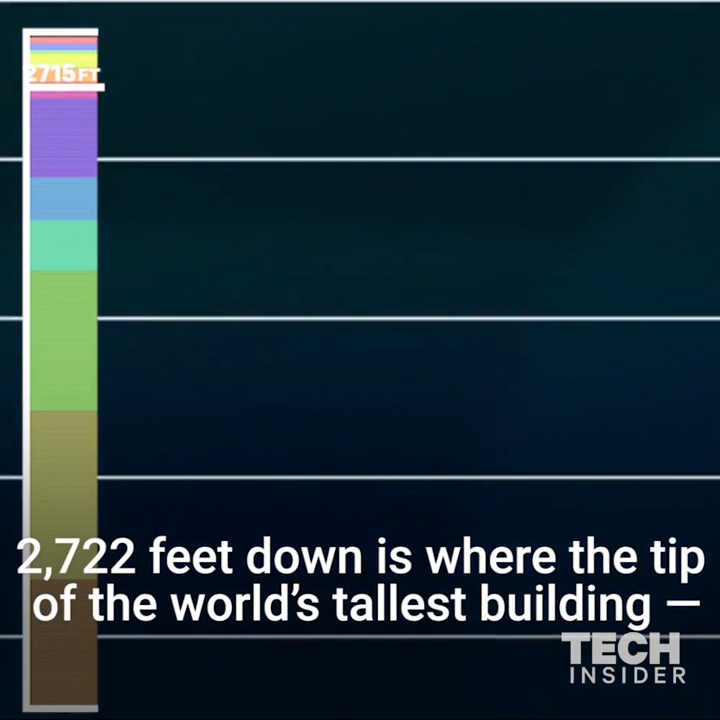 2715FT
2,722 feet down is where the tip
of the world's tallest building —
TECH
INSIDER